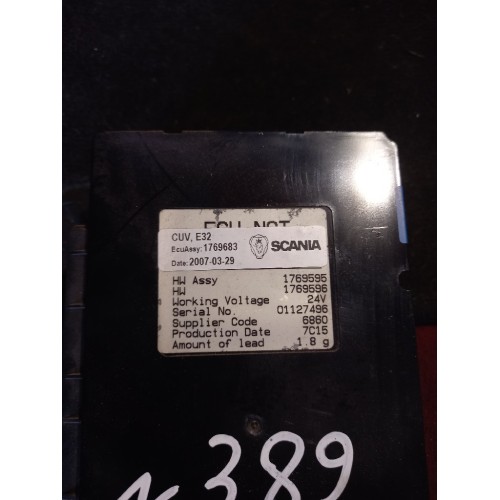 ECU NOT
CUV, E32
EcuAssy: 1769683
Date: 2007-03-29
SCANIA
HW Assy 1769595
HW 1769596
Working Voltage 24V
Serial No. 01127496
Supplier Code 6860
Production Date 7C15
Amount of lead 1.8 g
389